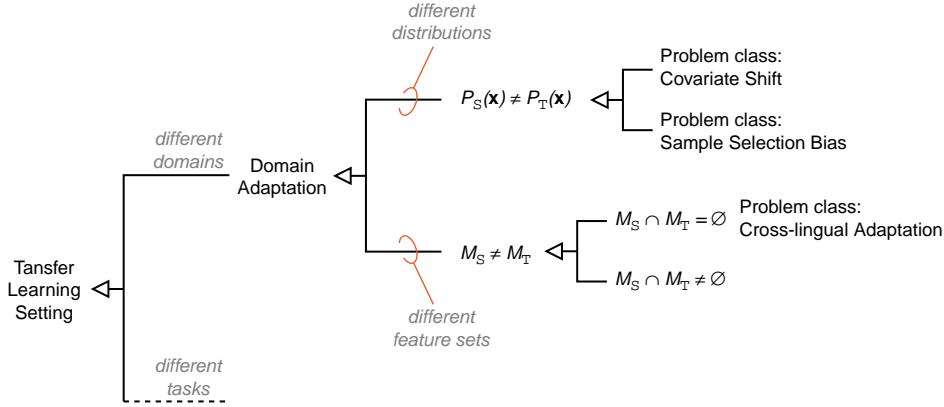 different
distributions
Problem class:
Covariate Shift
P_S(x) ≠ P_T(x)
Problem class:
Sample Selection Bias
different
domains
Domain
Adaptation
M_S ∩ M_T = ∅
Problem class:
Cross-lingual Adaptation
M_S ≠ M_T
M_S ∩ M_T ≠ ∅
Tansfer
Learning
Setting
different
feature sets
different
tasks